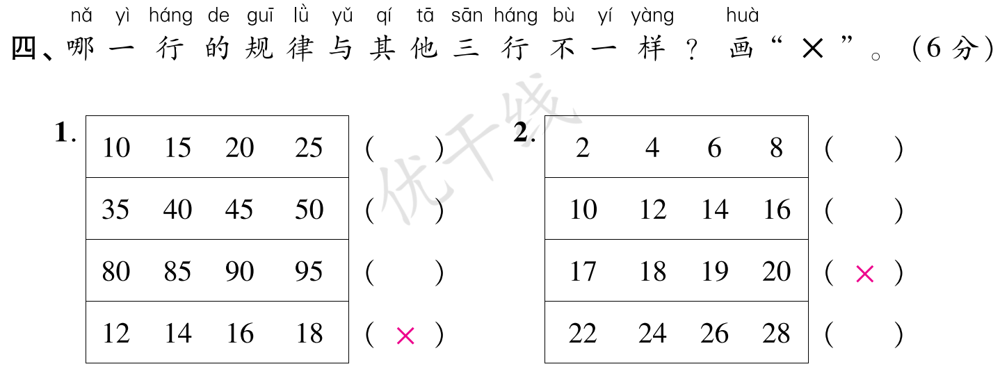 nǎ yì háng de guī lǜ yǔ qí tā sān háng bù yí yàng huà
四、哪一行的规律与其他三行不一样？画“×”。(6分)
1.
10 15 20 25 ( )
35 40 45 50 ( )
80 85 90 95 ( )
12 14 16 18 ( × )
2.
2 4 6 8 ( )
10 12 14 16 ( )
17 18 19 20 ( × )
22 24 26 28 ( )
优干线